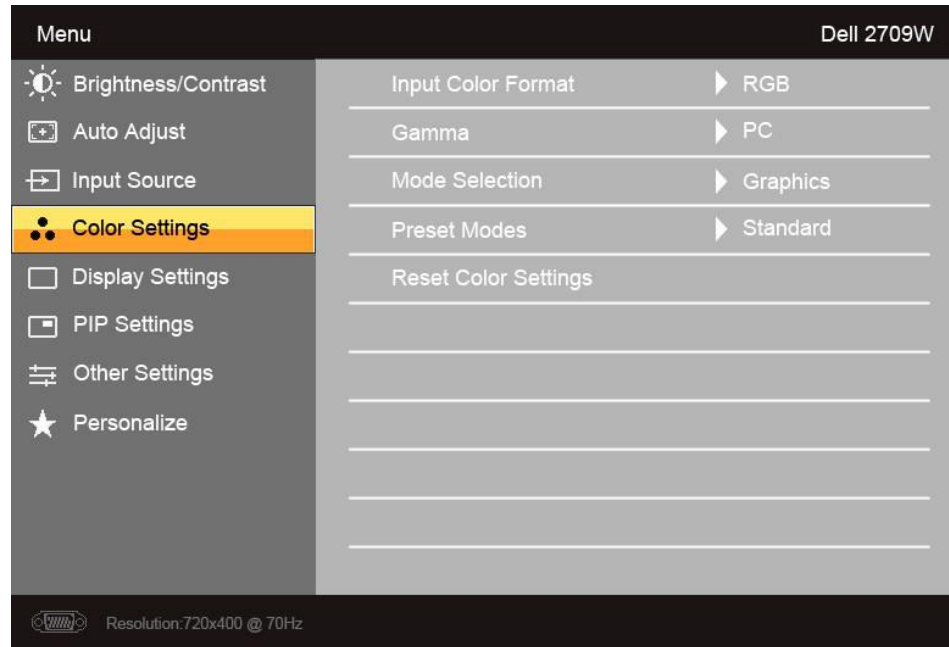 Menu Dell 2709W
Brightness/Contrast Input Color Format RGB
Auto Adjust Gamma PC
Input Source Mode Selection Graphics
Color Settings Preset Modes Standard
Display Settings Reset Color Settings
PIP Settings
Other Settings
Personalize
Resolution:720x400 @ 70Hz